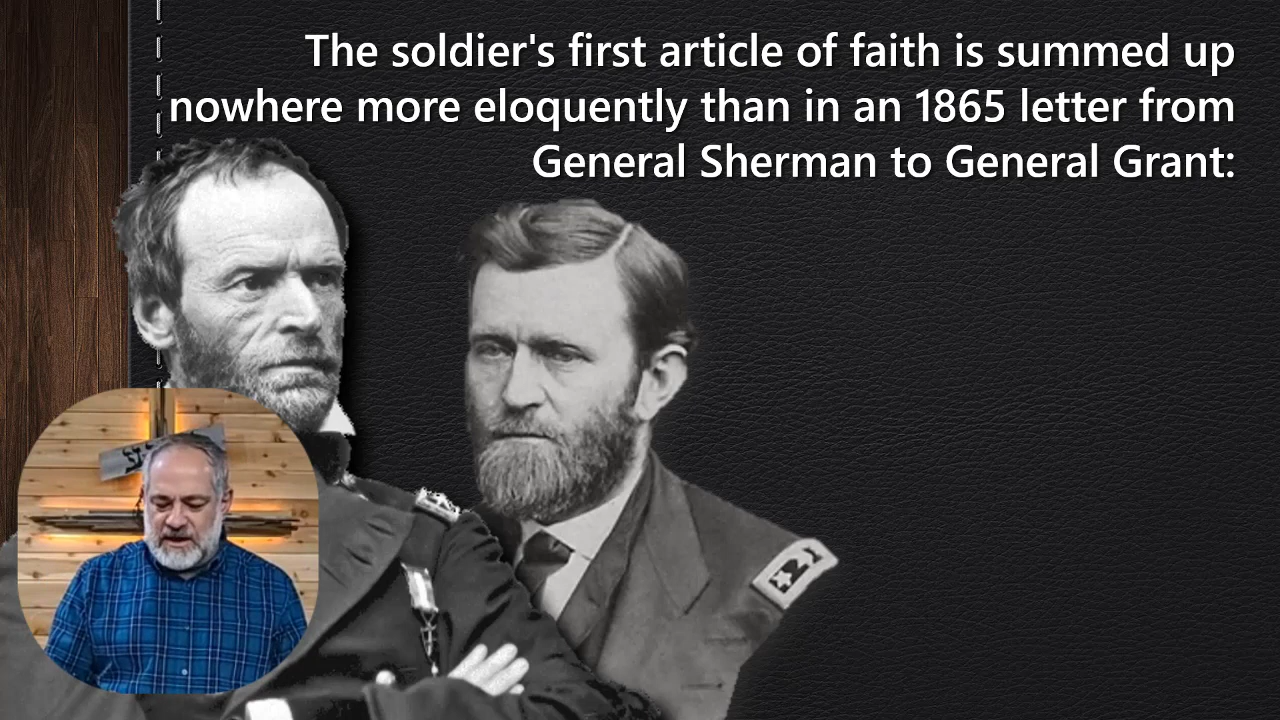 The soldier's first article of faith is summed up
nowhere more eloquently than in an 1865 letter from
General Sherman to General Grant: